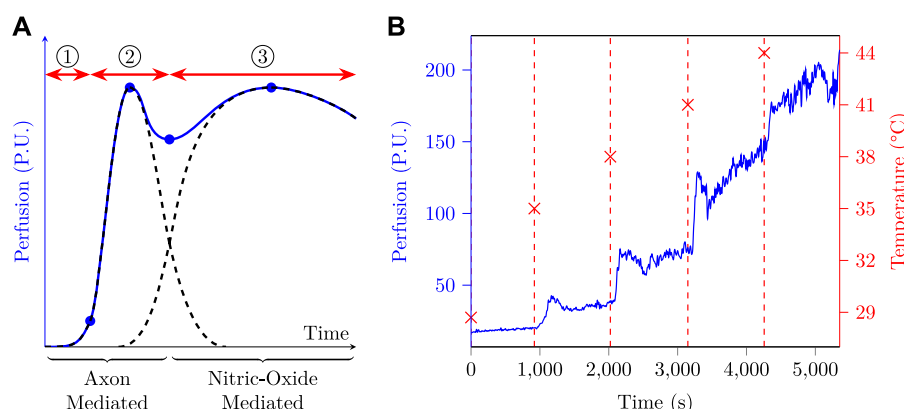 A
① ② ③
Perfusion (P.U.)
Time
Axon
Mediated
Nitric-Oxide
Mediated
B
200
150
100
50
Perfusion (P.U.)
0 1,000 2,000 3,000 4,000 5,000
Time (s)
44
41
38
35
32
29
Temperature (°C)